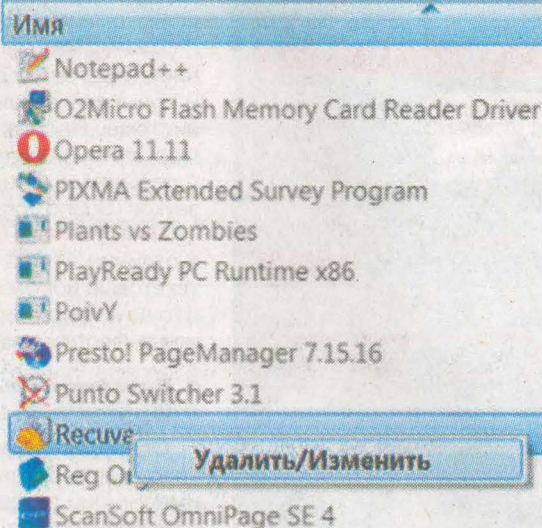 Имя
Notepad++
O2Micro Flash Memory Card Reader Driver
Opera 11.11
PIXMA Extended Survey Program
Plants vs Zombies
PlayReady PC Runtime x86
PoivY
Presto! PageManager 7.15.16
Punto Switcher 3.1
Recuva
Удалить/Изменить
Reg
ScanSoft OmniPage SE 4